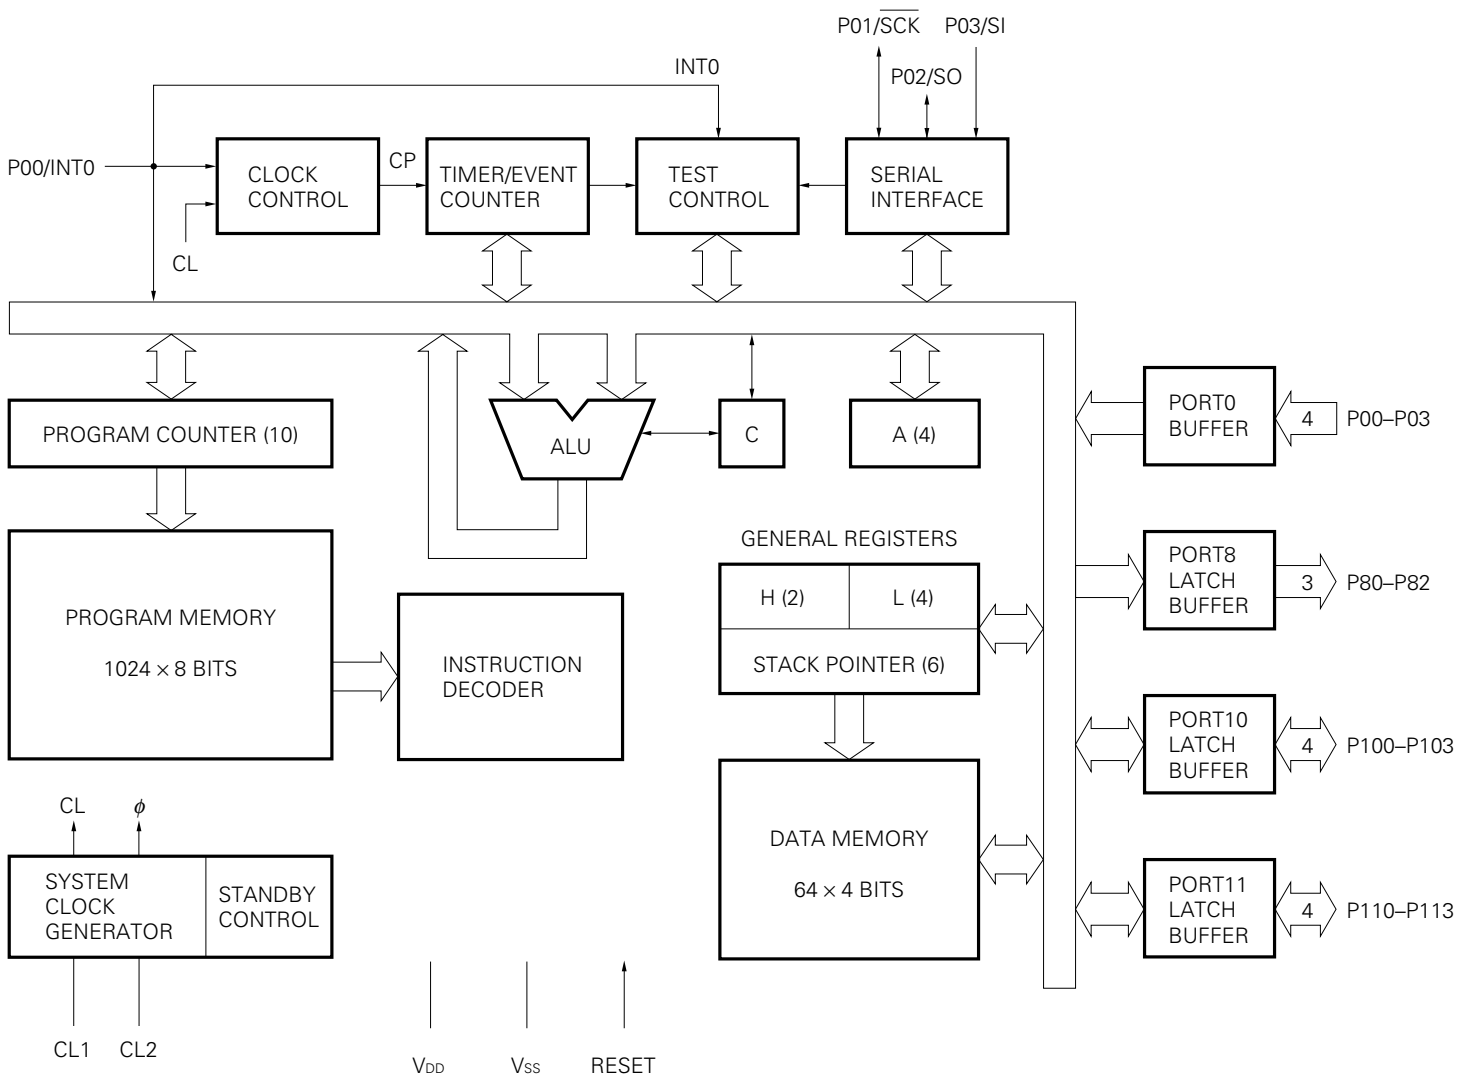 P01/SCK P03/SI
P02/SO
INT0
P00/INT0
CLOCK
CONTROL
CP
TIMER/EVENT
COUNTER
TEST
CONTROL
SERIAL
INTERFACE
CL
PROGRAM COUNTER (10)
ALU
C
A (4)
PORT0
BUFFER
4
P00–P03
PROGRAM MEMORY
1024 × 8 BITS
INSTRUCTION
DECODER
GENERAL REGISTERS
H (2)
L (4)
STACK POINTER (6)
PORT8
LATCH
BUFFER
3
P80–P82
PORT10
LATCH
BUFFER
4
P100–P103
DATA MEMORY
64 × 4 BITS
PORT11
LATCH
BUFFER
4
P110–P113
CL
ϕ
SYSTEM
CLOCK
GENERATOR
STANDBY
CONTROL
CL1
CL2
VDD
VSS
RESET